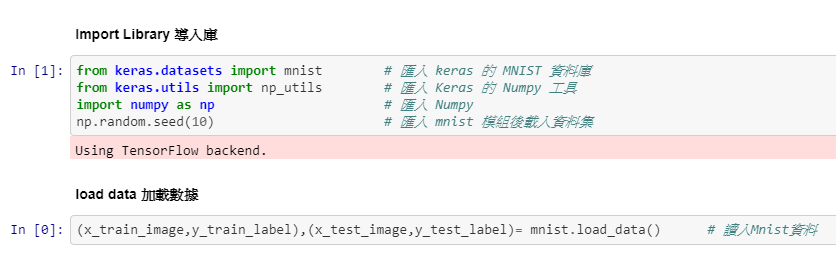 Import Library 導入庫
In [1]: from keras.datasets import mnist # 匯入 keras 的 MNIST 資料庫
from keras.utils import np_utils # 匯入 Keras 的 Numpy 工具
import numpy as np # 匯入 Numpy
np.random.seed(10) # 匯入 mnist 模組後載入資料集
Using TensorFlow backend.
load data 加載數據
In [0]: (x_train_image,y_train_label),(x_test_image,y_test_label)= mnist.load_data() # 讀入Mnist資料